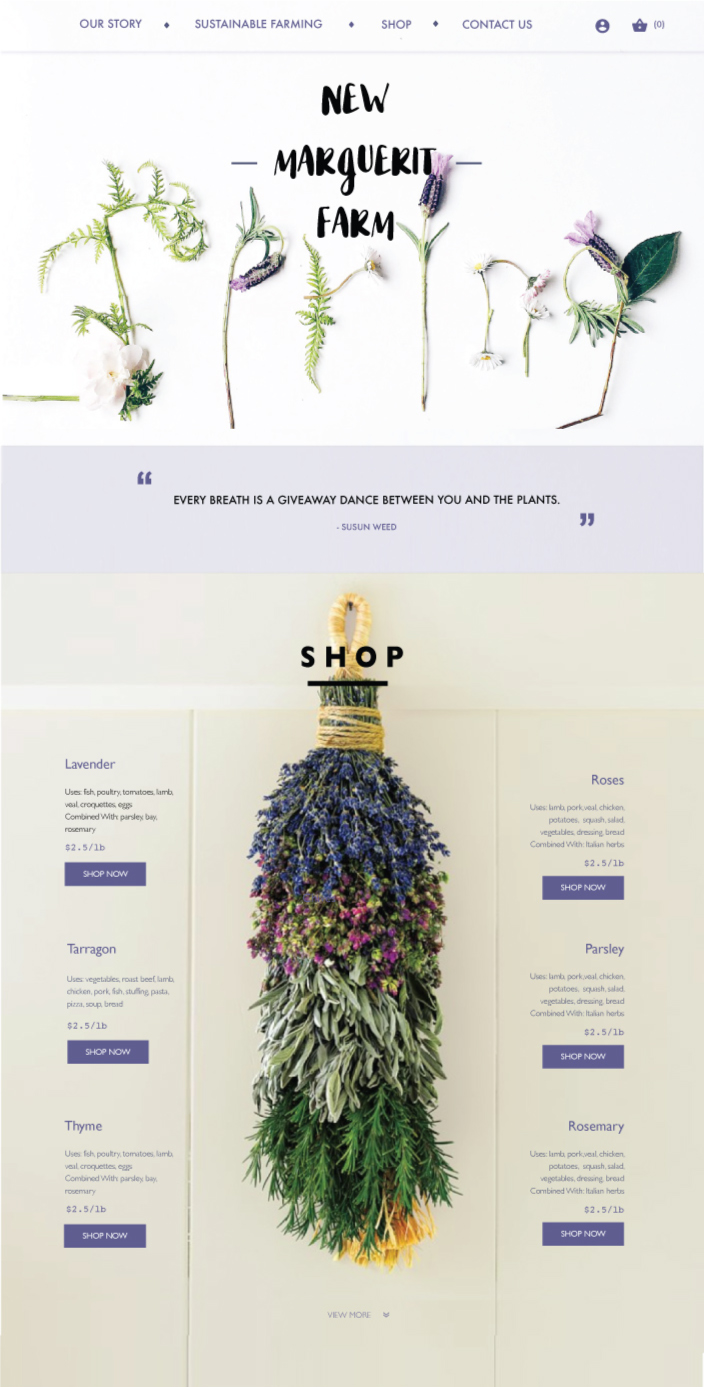 OUR STORY
SUSTAINABLE FARMING
SHOP
CONTACT US
(0)
NEW
MARGUERIT
FARM
spring
“
EVERY BREATH IS A GIVEAWAY DANCE BETWEEN YOU AND THE PLANTS.
- SUSUN WEED
”
SHOP
Lavender
Uses: fish, poultry, tomatoes, lamb,
veal, croquettes, eggs
Combined With: parsley, bay,
rosemary
$2.5/lb
SHOP NOW
Roses
Uses: lamb, pork,veal, chicken,
potatoes, squash, salad,
vegetables, dressing, bread
Combined With: Italian herbs
$2.5/lb
SHOP NOW
Tarragon
Uses: vegetables, roast beef, lamb,
chicken, pork, fish, stuffing, pasta,
pizza, soup, bread
$2.5/lb
SHOP NOW
Parsley
Uses: lamb, pork,veal, chicken,
potatoes, squash, salad,
vegetables, dressing, bread
Combined With: Italian herbs
$2.5/lb
SHOP NOW
Thyme
Uses: fish, poultry, tomatoes, lamb,
veal, croquettes, eggs
Combined With: parsley, bay,
rosemary
$2.5/lb
SHOP NOW
Rosemary
Uses: lamb, pork,veal, chicken,
potatoes, squash, salad,
vegetables, dressing, bread
Combined With: Italian herbs
$2.5/lb
SHOP NOW
VIEW MORE